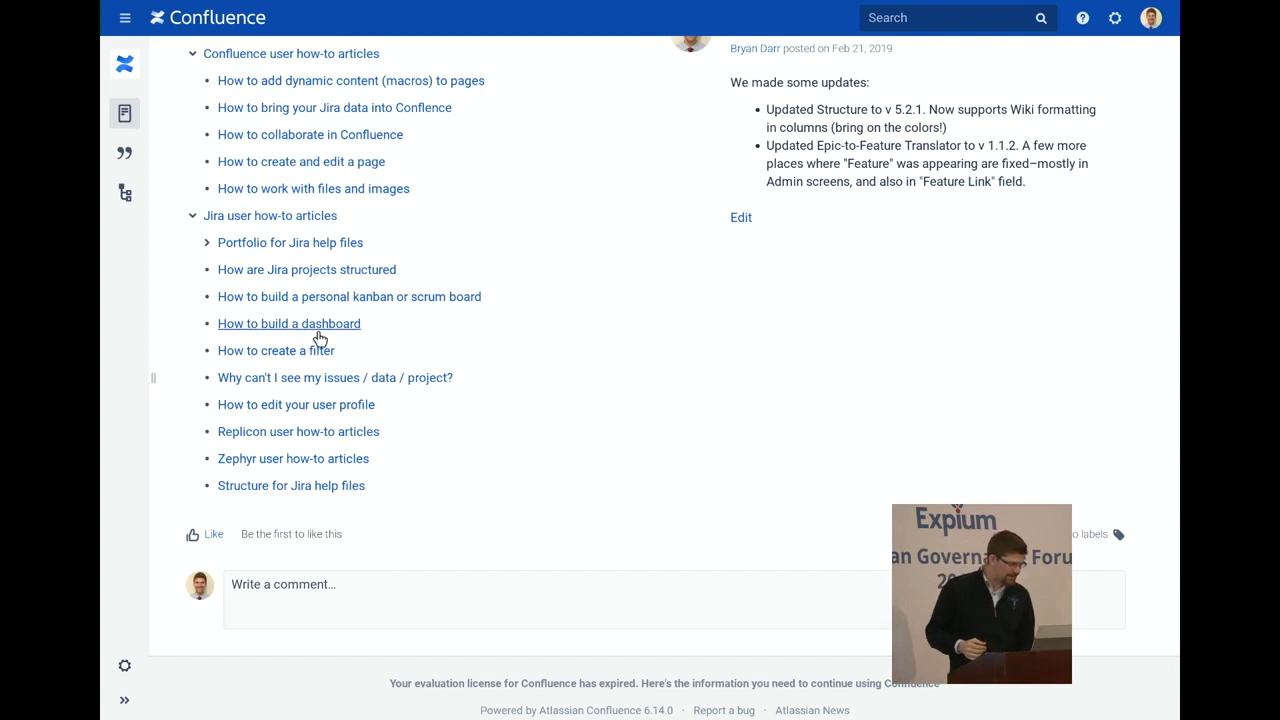 Confluence
Search
Confluence user how-to articles
How to add dynamic content (macros) to pages
How to bring your Jira data into Conflence
How to collaborate in Confluence
How to create and edit a page
How to work with files and images
Jira user how-to articles
Portfolio for Jira help files
How are Jira projects structured
How to build a personal kanban or scrum board
How to build a dashboard
How to create a filter
Why can't I see my issues / data / project?
How to edit your user profile
Replicon user how-to articles
Zephyr user how-to articles
Structure for Jira help files
Bryan Darr posted on Feb 21, 2019
We made some updates:
Updated Structure to v 5.2.1. Now supports Wiki formatting
in columns (bring on the colors!)
Updated Epic-to-Feature Translator to v 1.1.2. A few more
places where "Feature" was appearing are fixed–mostly in
Admin screens, and also in "Feature Link" field.
Edit
Like Be the first to like this
labels
Write a comment...
Expium
an Governa Foru
Your evaluation license for Confluence has expired. Here's the information you need to continue using Confluence
Powered by Atlassian Confluence 6.14.0 · Report a bug · Atlassian News